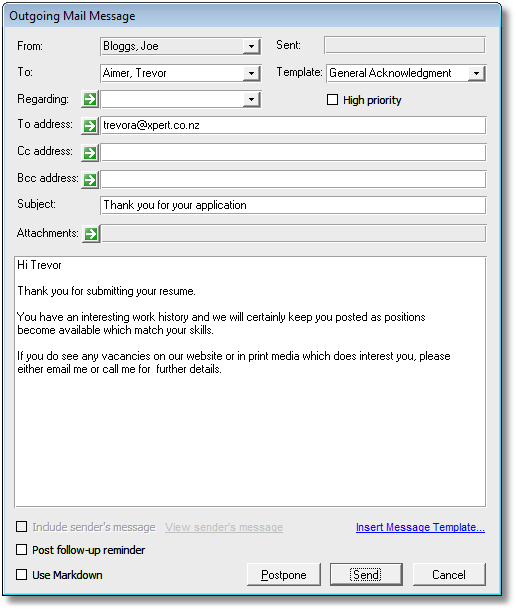 Outgoing Mail Message
From: Bloggs, Joe Sent:
To: Aimer, Trevor Template: General Acknowledgment
Regarding: High priority
To address: trevora@xpert.co.nz
Cc address:
Bcc address:
Subject: Thank you for your application
Attachments:
Hi Trevor
Thank you for submitting your resume.
You have an interesting work history and we will certainly keep you posted as positions
become available which match your skills.
If you do see any vacancies on our website or in print media which does interest you, please
either email me or call me for further details.
Include sender's message View sender's message Insert Message Template...
Post follow-up reminder
Use Markdown Postpone Send Cancel